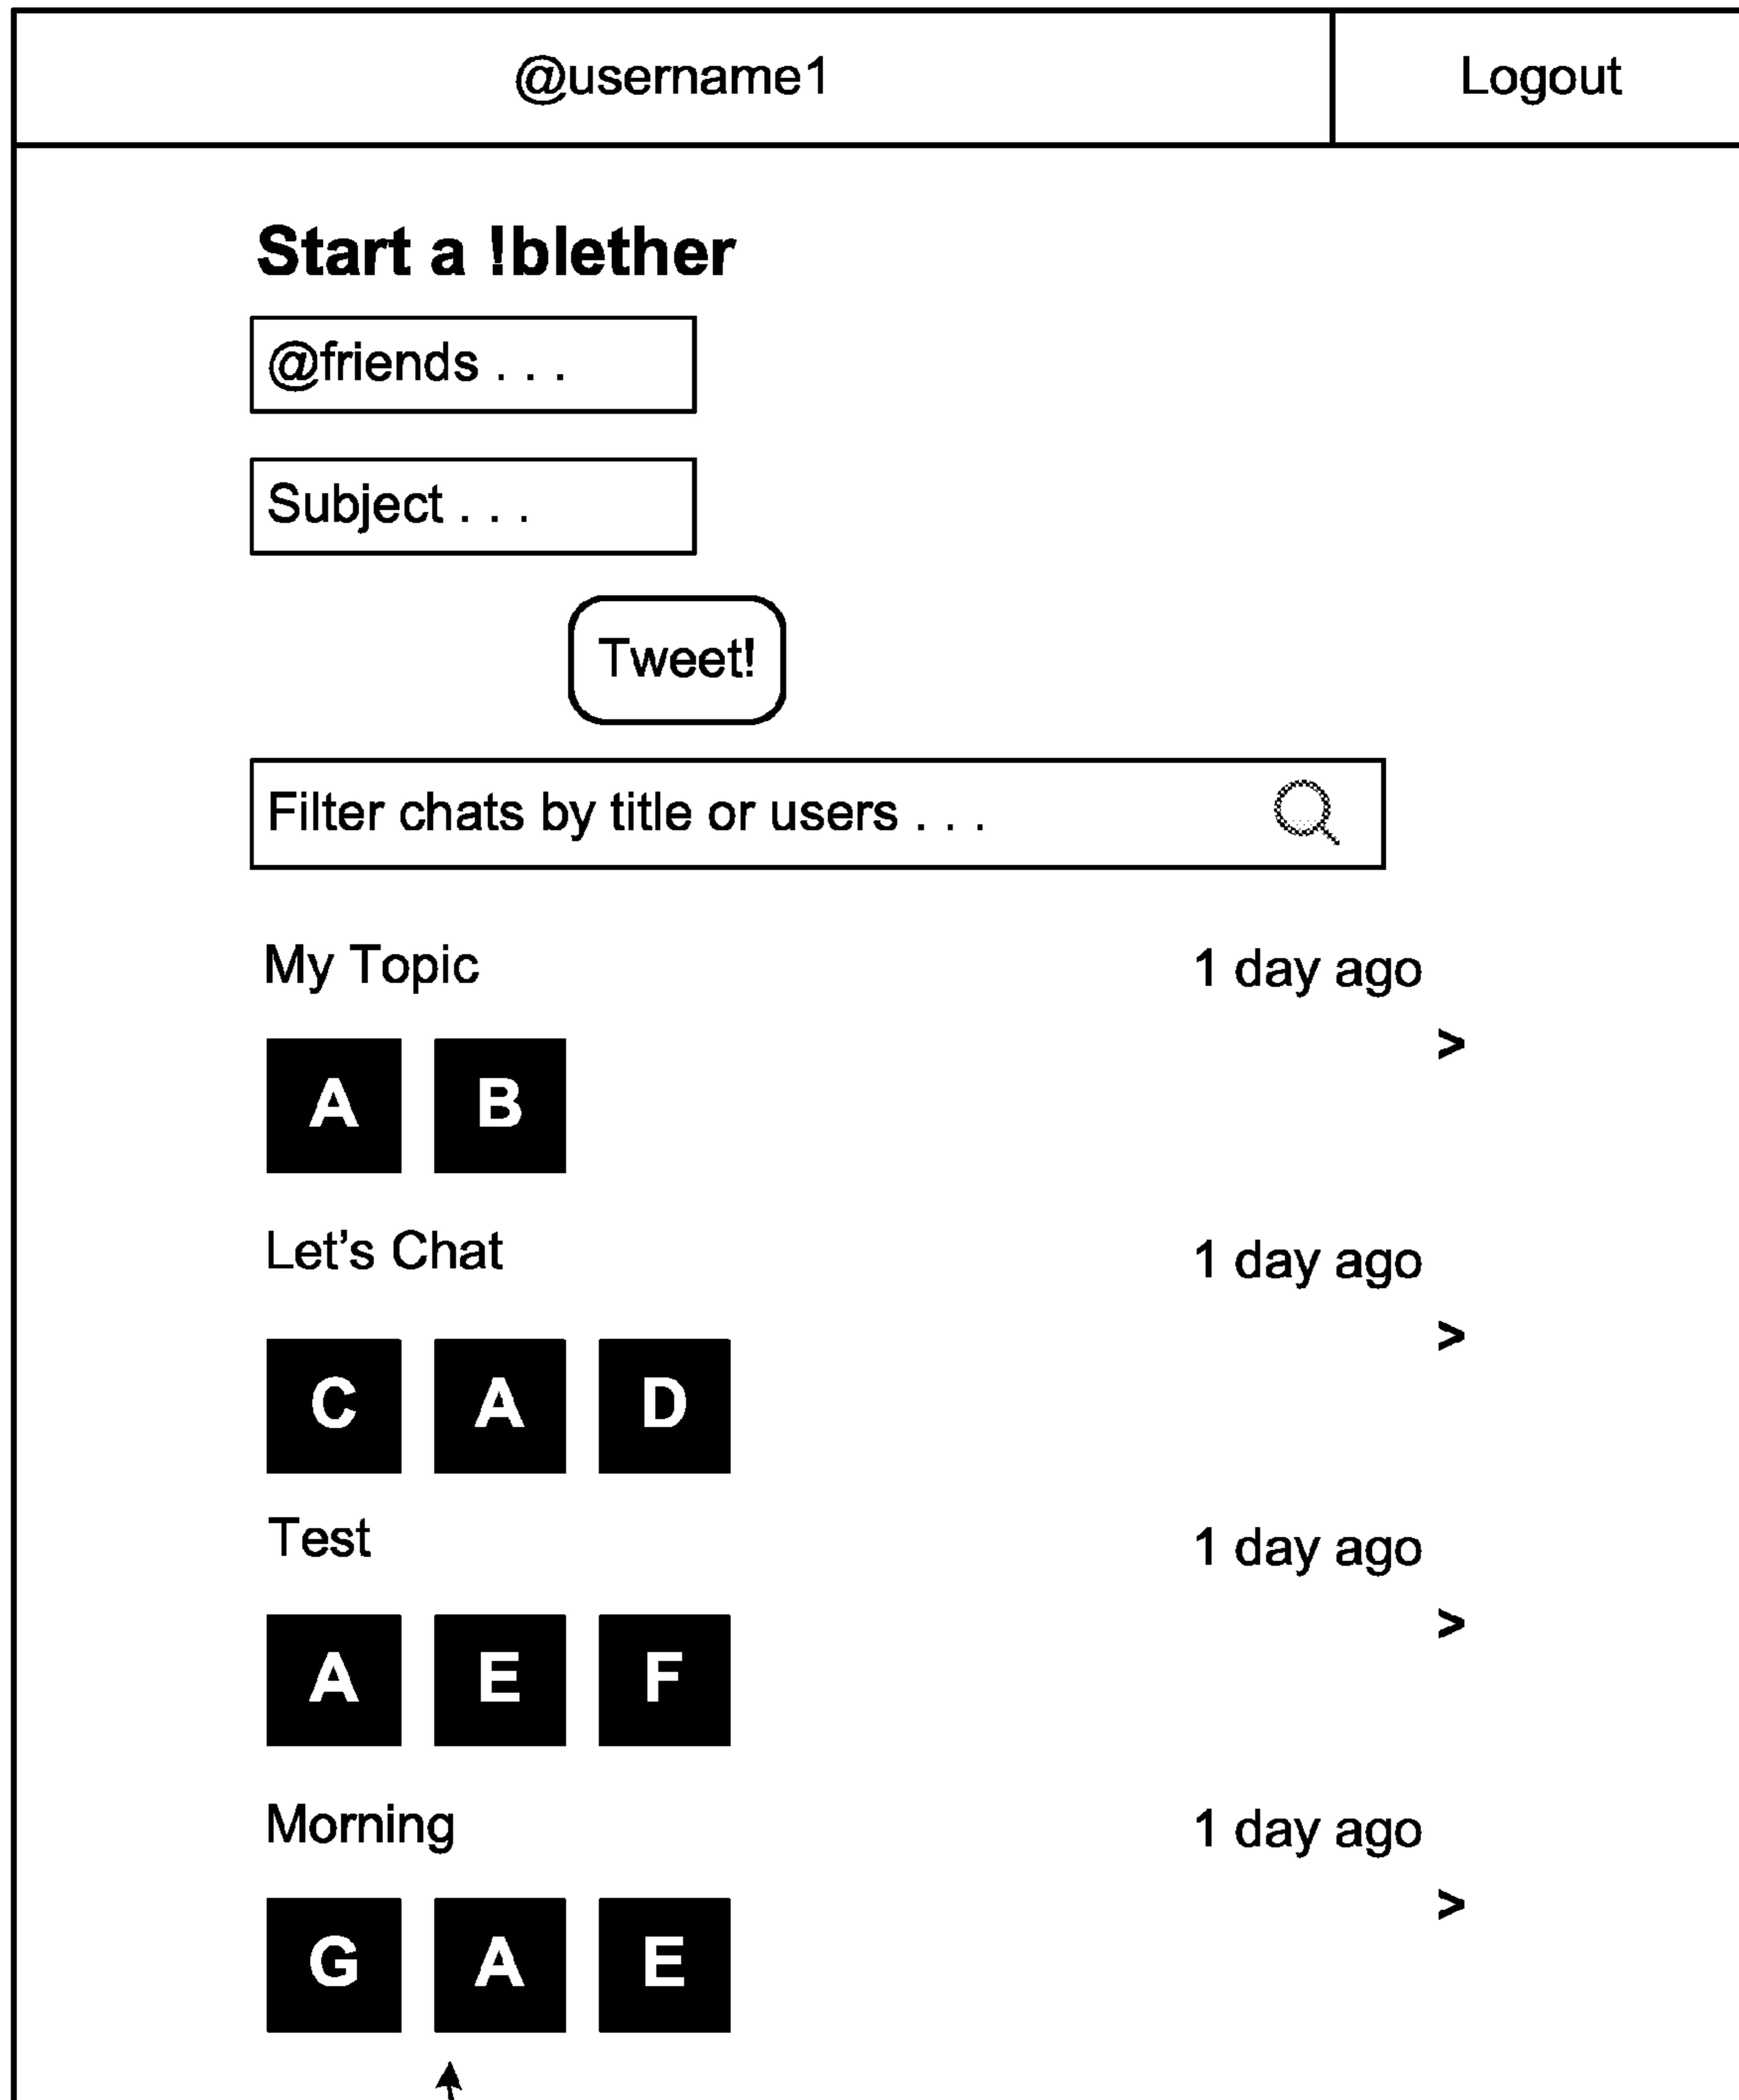 @username1 Logout
Start a !blether
@friends . . .
Subject . . .
Tweet!
Filter chats by title or users . . .
My Topic 1 day ago
>
A B
Let's Chat 1 day ago
>
C A D
Test 1 day ago
>
A E F
Morning 1 day ago
>
G A E